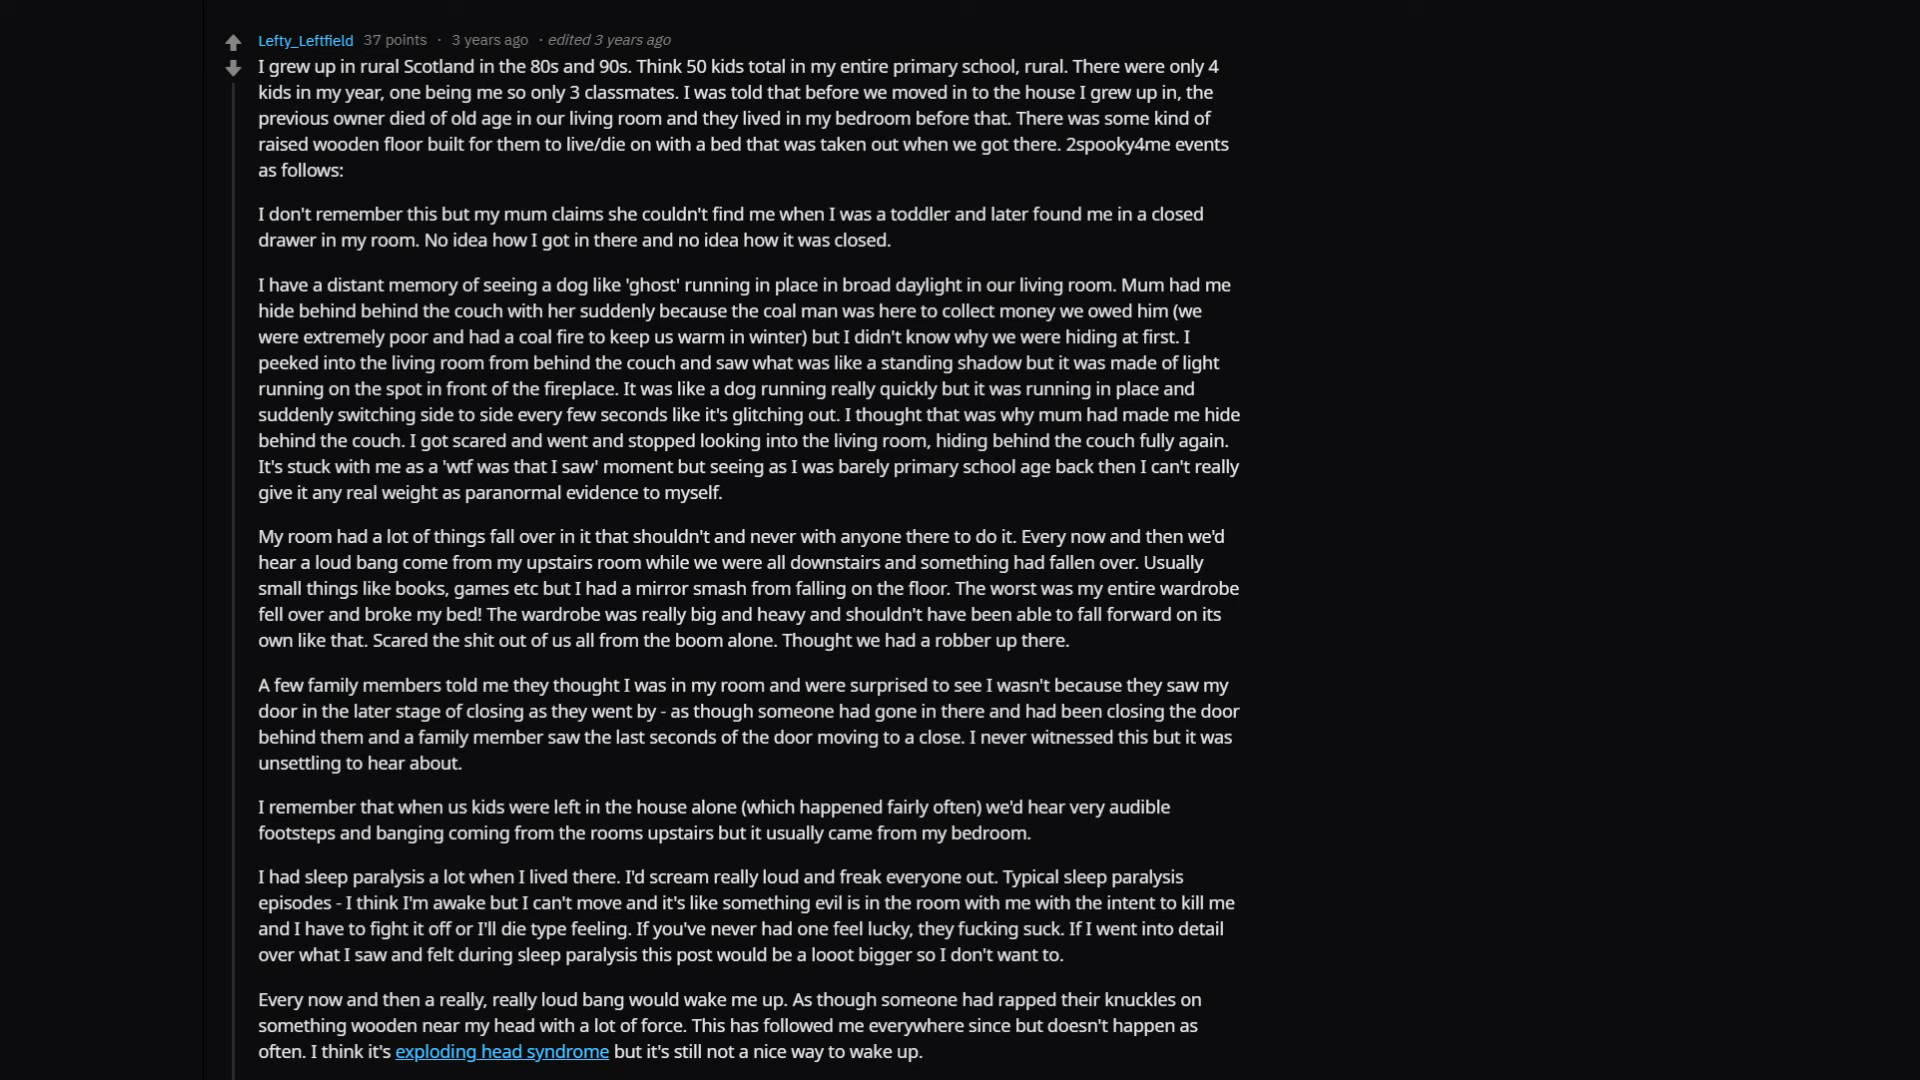 Lefty_Leftfield 37 points · 3 years ago · edited 3 years ago
I grew up in rural Scotland in the 80s and 90s. Think 50 kids total in my entire primary school, rural. There were only 4
kids in my year, one being me so only 3 classmates. I was told that before we moved in to the house I grew up in, the
previous owner died of old age in our living room and they lived in my bedroom before that. There was some kind of
raised wooden floor built for them to live/die on with a bed that was taken out when we got there. 2spooky4me events
as follows:
I don't remember this but my mum claims she couldn't find me when I was a toddler and later found me in a closed
drawer in my room. No idea how I got in there and no idea how it was closed.
I have a distant memory of seeing a dog like 'ghost' running in place in broad daylight in our living room. Mum had me
hide behind behind the couch with her suddenly because the coal man was here to collect money we owed him (we
were extremely poor and had a coal fire to keep us warm in winter) but I didn't know why we were hiding at first. I
peeked into the living room from behind the couch and saw what was like a standing shadow but it was made of light
running on the spot in front of the fireplace. It was like a dog running really quickly but it was running in place and
suddenly switching side to side every few seconds like it's glitching out. I thought that was why mum had made me hide
behind the couch. I got scared and went and stopped looking into the living room, hiding behind the couch fully again.
It's stuck with me as a 'wtf was that I saw' moment but seeing as I was barely primary school age back then I can't really
give it any real weight as paranormal evidence to myself.
My room had a lot of things fall over in it that shouldn't and never with anyone there to do it. Every now and then we'd
hear a loud bang come from my upstairs room while we were all downstairs and something had fallen over. Usually
small things like books, games etc but I had a mirror smash from falling on the floor. The worst was my entire wardrobe
fell over and broke my bed! The wardrobe was really big and heavy and shouldn't have been able to fall forward on its
own like that. Scared the shit out of us all from the boom alone. Thought we had a robber up there.
A few family members told me they thought I was in my room and were surprised to see I wasn't because they saw my
door in the later stage of closing as they went by - as though someone had gone in there and had been closing the door
behind them and a family member saw the last seconds of the door moving to a close. I never witnessed this but it was
unsettling to hear about.
I remember that when us kids were left in the house alone (which happened fairly often) we'd hear very audible
footsteps and banging coming from the rooms upstairs but it usually came from my bedroom.
I had sleep paralysis a lot when I lived there. I'd scream really loud and freak everyone out. Typical sleep paralysis
episodes - I think I'm awake but I can't move and it's like something evil is in the room with me with the intent to kill me
and I have to fight it off or I'll die type feeling. If you've never had one feel lucky, they fucking suck. If I went into detail
over what I saw and felt during sleep paralysis this post would be a looot bigger so I don't want to.
Every now and then a really, really loud bang would wake me up. As though someone had rapped their knuckles on
something wooden near my head with a lot of force. This has followed me everywhere since but doesn't happen as
often. I think it's exploding head syndrome but it's still not a nice way to wake up.